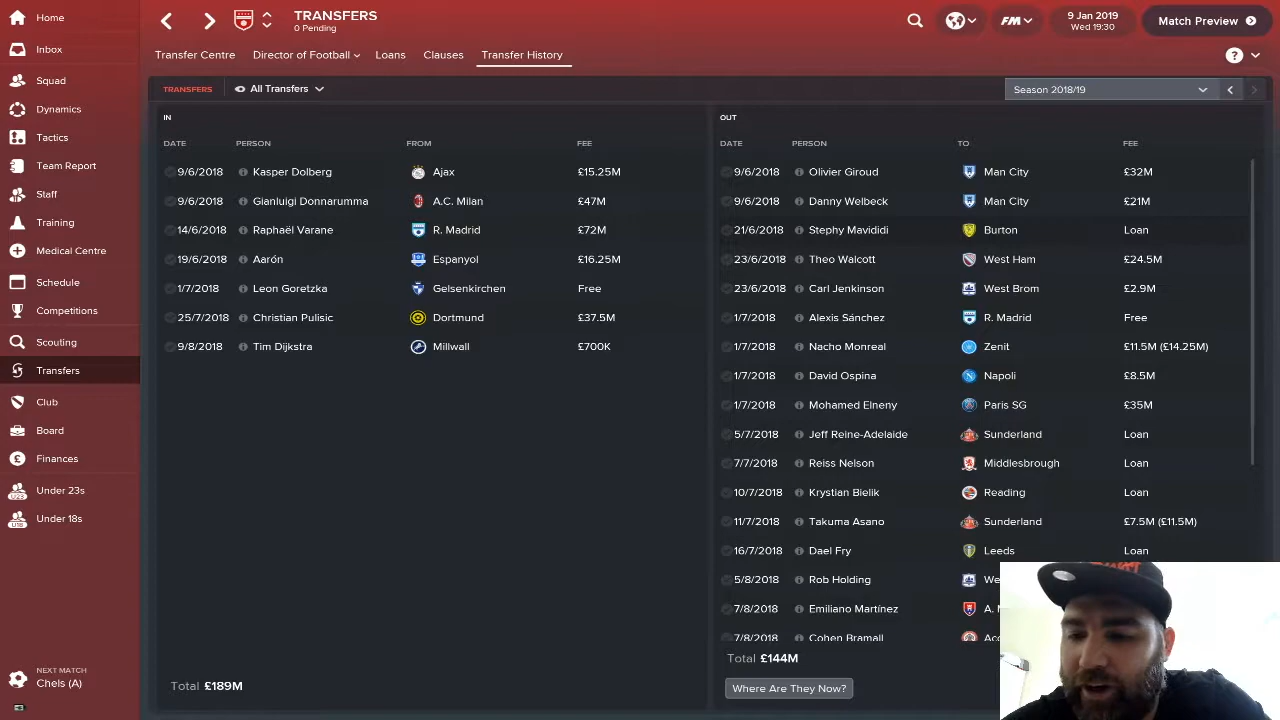 Home
Inbox
Squad
Dynamics
Tactics
Team Report
Staff
Training
Medical Centre
Schedule
Competitions
Scouting
Transfers
Club
Board
Finances
U23 Under 23s
U18 Under 18s
NEXT MATCH
Chels (A)
TRANSFERS
0 Pending
FM
9 Jan 2019
Wed 19:30
Match Preview
Transfer Centre Director of Football Loans Clauses Transfer History
?
TRANSFERS All Transfers
Season 2018/19
IN
DATE PERSON FROM FEE
9/6/2018 Kasper Dolberg Ajax £15.25M
9/6/2018 Gianluigi Donnarumma A.C. Milan £47M
14/6/2018 Raphaël Varane R. Madrid £72M
19/6/2018 Aarón Espanyol £16.25M
1/7/2018 Leon Goretzka Gelsenkirchen Free
25/7/2018 Christian Pulisic Dortmund £37.5M
9/8/2018 Tim Dijkstra Millwall £700K
Total £189M
OUT
DATE PERSON TO FEE
9/6/2018 Olivier Giroud Man City £32M
9/6/2018 Danny Welbeck Man City £21M
21/6/2018 Stephy Mavididi Burton Loan
23/6/2018 Theo Walcott West Ham £24.5M
23/6/2018 Carl Jenkinson West Brom £2.9M
1/7/2018 Alexis Sánchez R. Madrid Free
1/7/2018 Nacho Monreal Zenit £11.5M (£14.25M)
1/7/2018 David Ospina Napoli £8.5M
1/7/2018 Mohamed Elneny Paris SG £35M
5/7/2018 Jeff Reine-Adelaide Sunderland Loan
7/7/2018 Reiss Nelson Middlesbrough Loan
10/7/2018 Krystian Bielik Reading Loan
11/7/2018 Takuma Asano Sunderland £7.5M (£11.5M)
16/7/2018 Dael Fry Leeds Loan
5/8/2018 Rob Holding We
7/8/2018 Emiliano Martínez A.
7/8/2018 Cohen Bramall Acc
Total £144M
Where Are They Now?